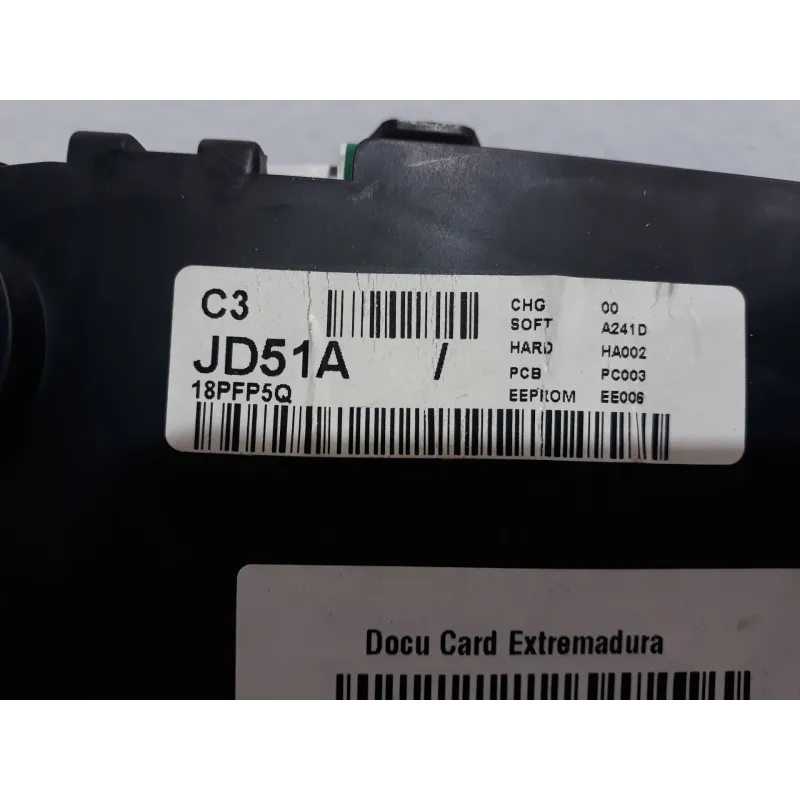 C3
JD51A /
18PFP5Q
CHG 00
SOFT A241D
HARD HA002
PCB PC003
EEPROM EE006
Docu Card Extremadura